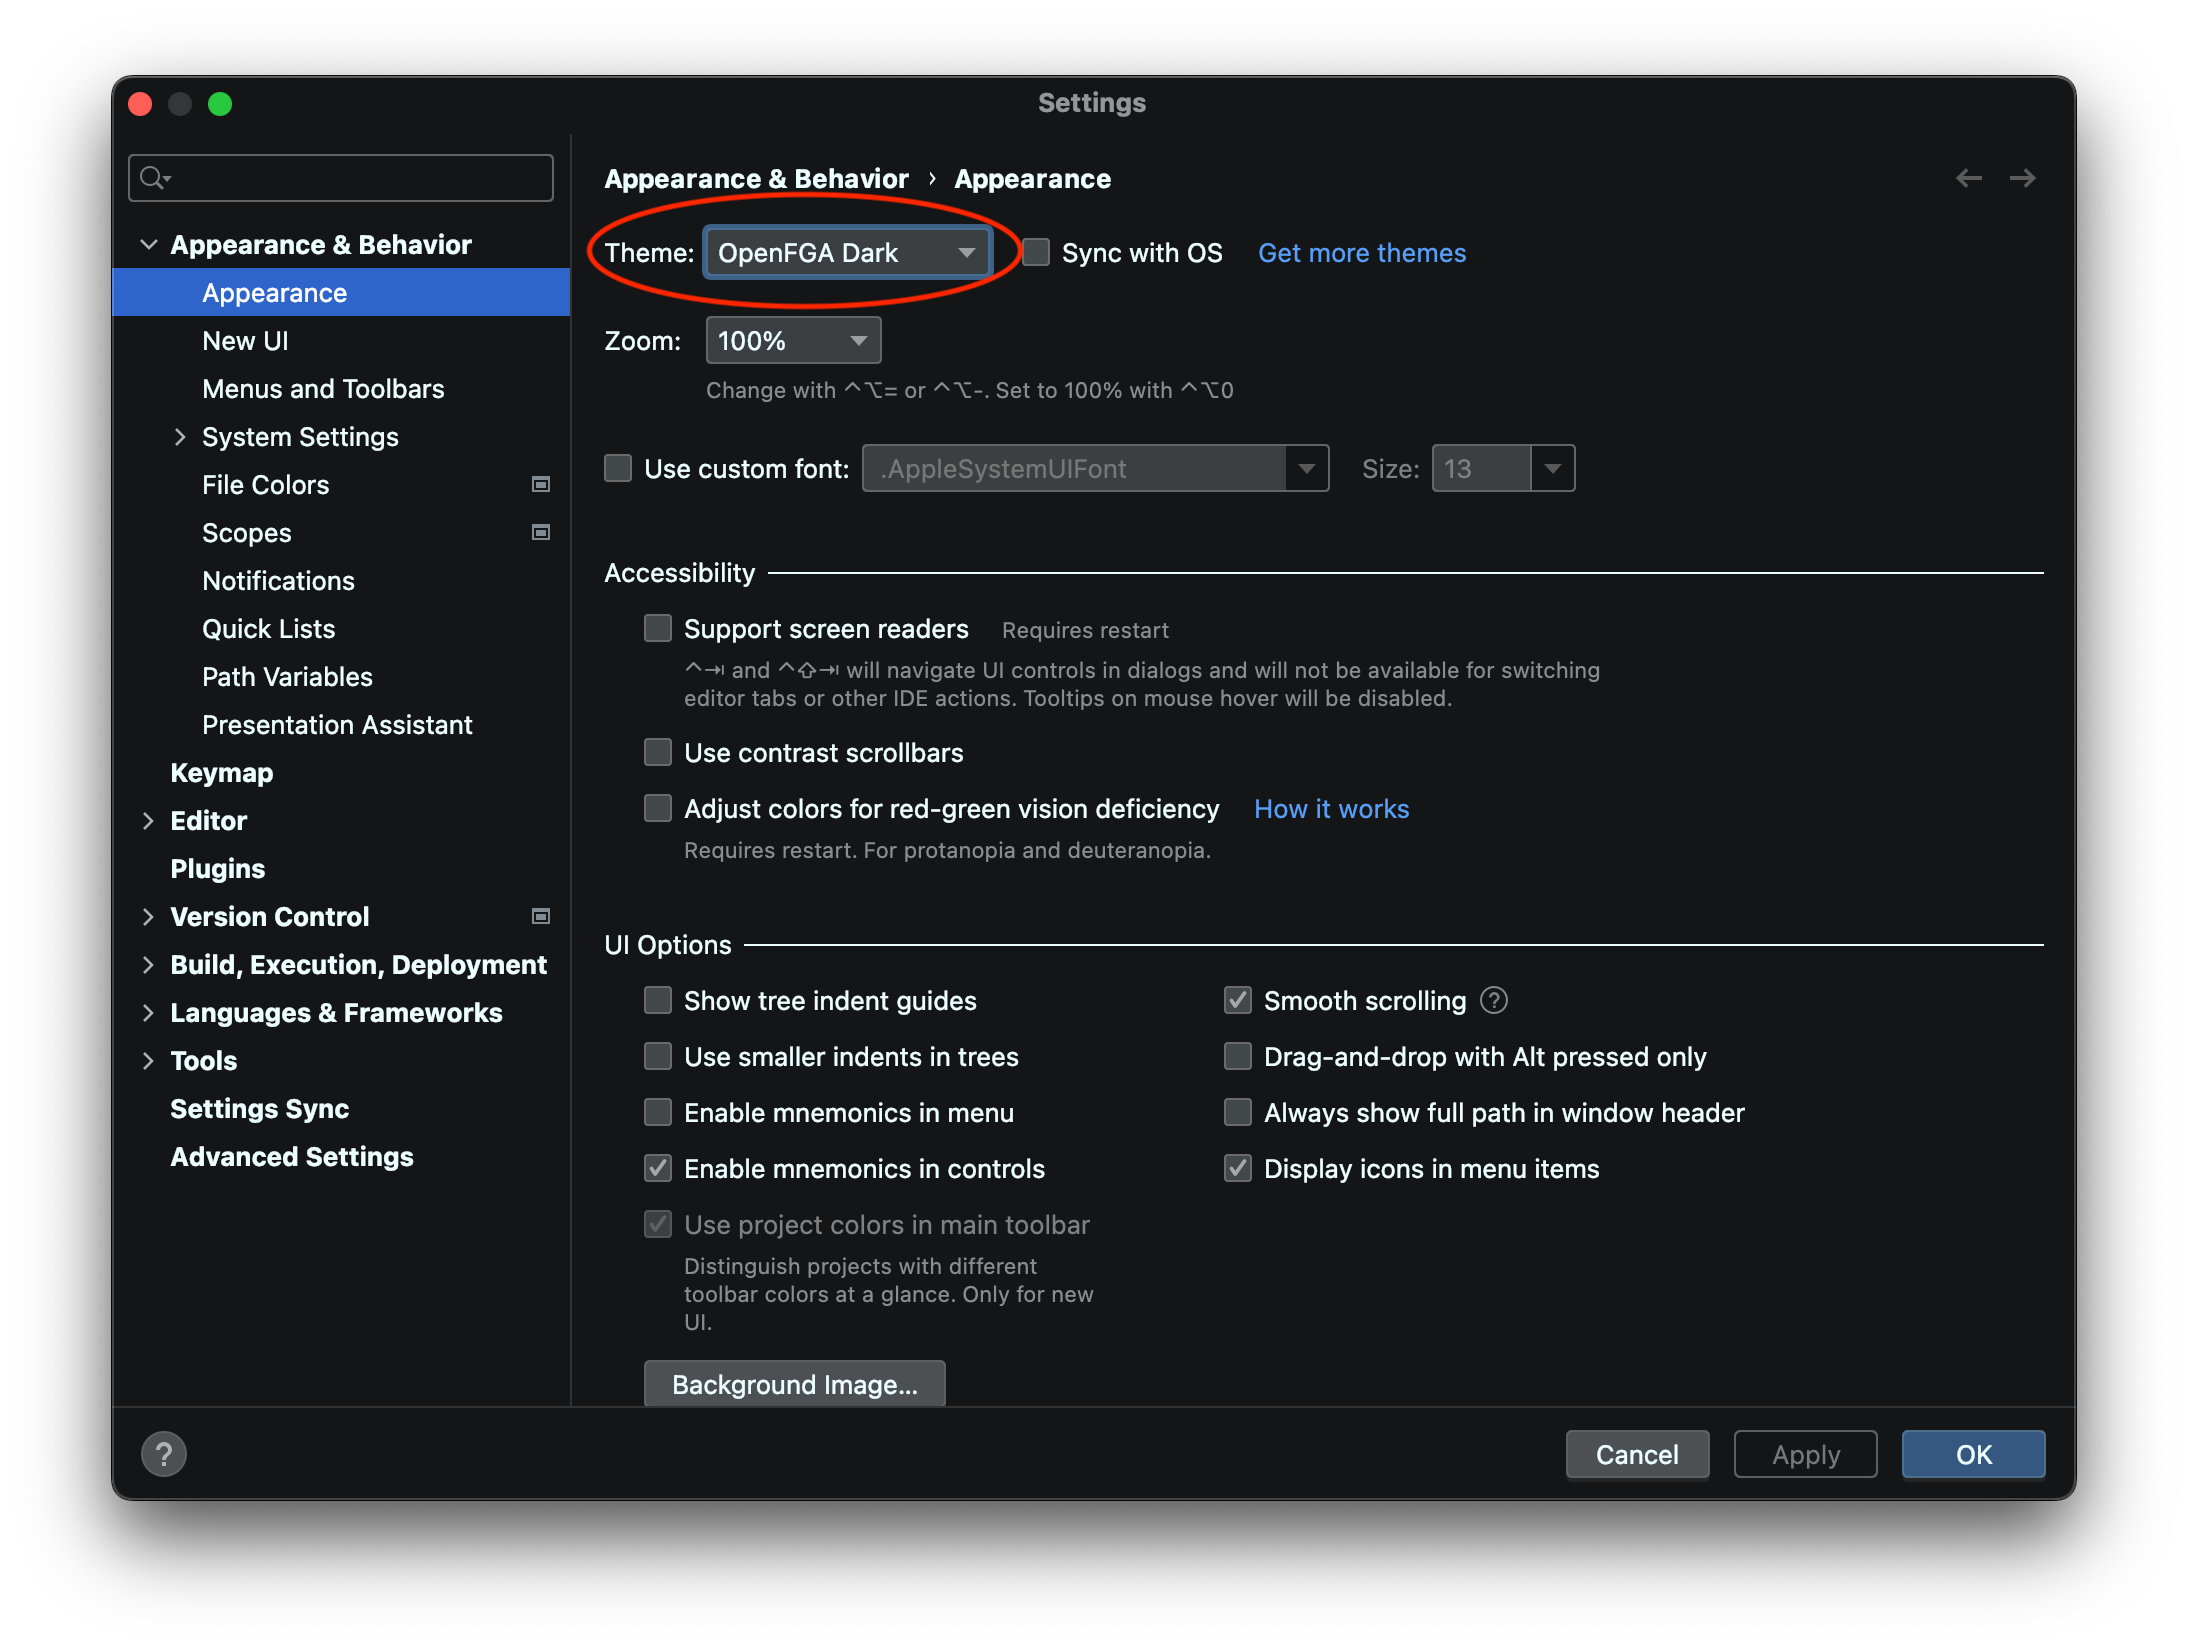 Settings
Appearance & Behavior
Appearance
New UI
Menus and Toolbars
System Settings
File Colors
Scopes
Notifications
Quick Lists
Path Variables
Presentation Assistant
Keymap
Editor
Plugins
Version Control
Build, Execution, Deployment
Languages & Frameworks
Tools
Settings Sync
Advanced Settings
Appearance & Behavior › Appearance
Theme: OpenFGA Dark Sync with OS Get more themes
Zoom: 100%
Change with ^⌥= or ^⌥-. Set to 100% with ^⌥0
Use custom font: .AppleSystemUIFont Size: 13
Accessibility
Support screen readers Requires restart
^⇥ and ^⇧⇥ will navigate UI controls in dialogs and will not be available for switching
editor tabs or other IDE actions. Tooltips on mouse hover will be disabled.
Use contrast scrollbars
Adjust colors for red-green vision deficiency How it works
Requires restart. For protanopia and deuteranopia.
UI Options
Show tree indent guides Smooth scrolling ?
Use smaller indents in trees Drag-and-drop with Alt pressed only
Enable mnemonics in menu Always show full path in window header
Enable mnemonics in controls Display icons in menu items
Use project colors in main toolbar
Distinguish projects with different
toolbar colors at a glance. Only for new
UI.
Background Image...
? Cancel Apply OK